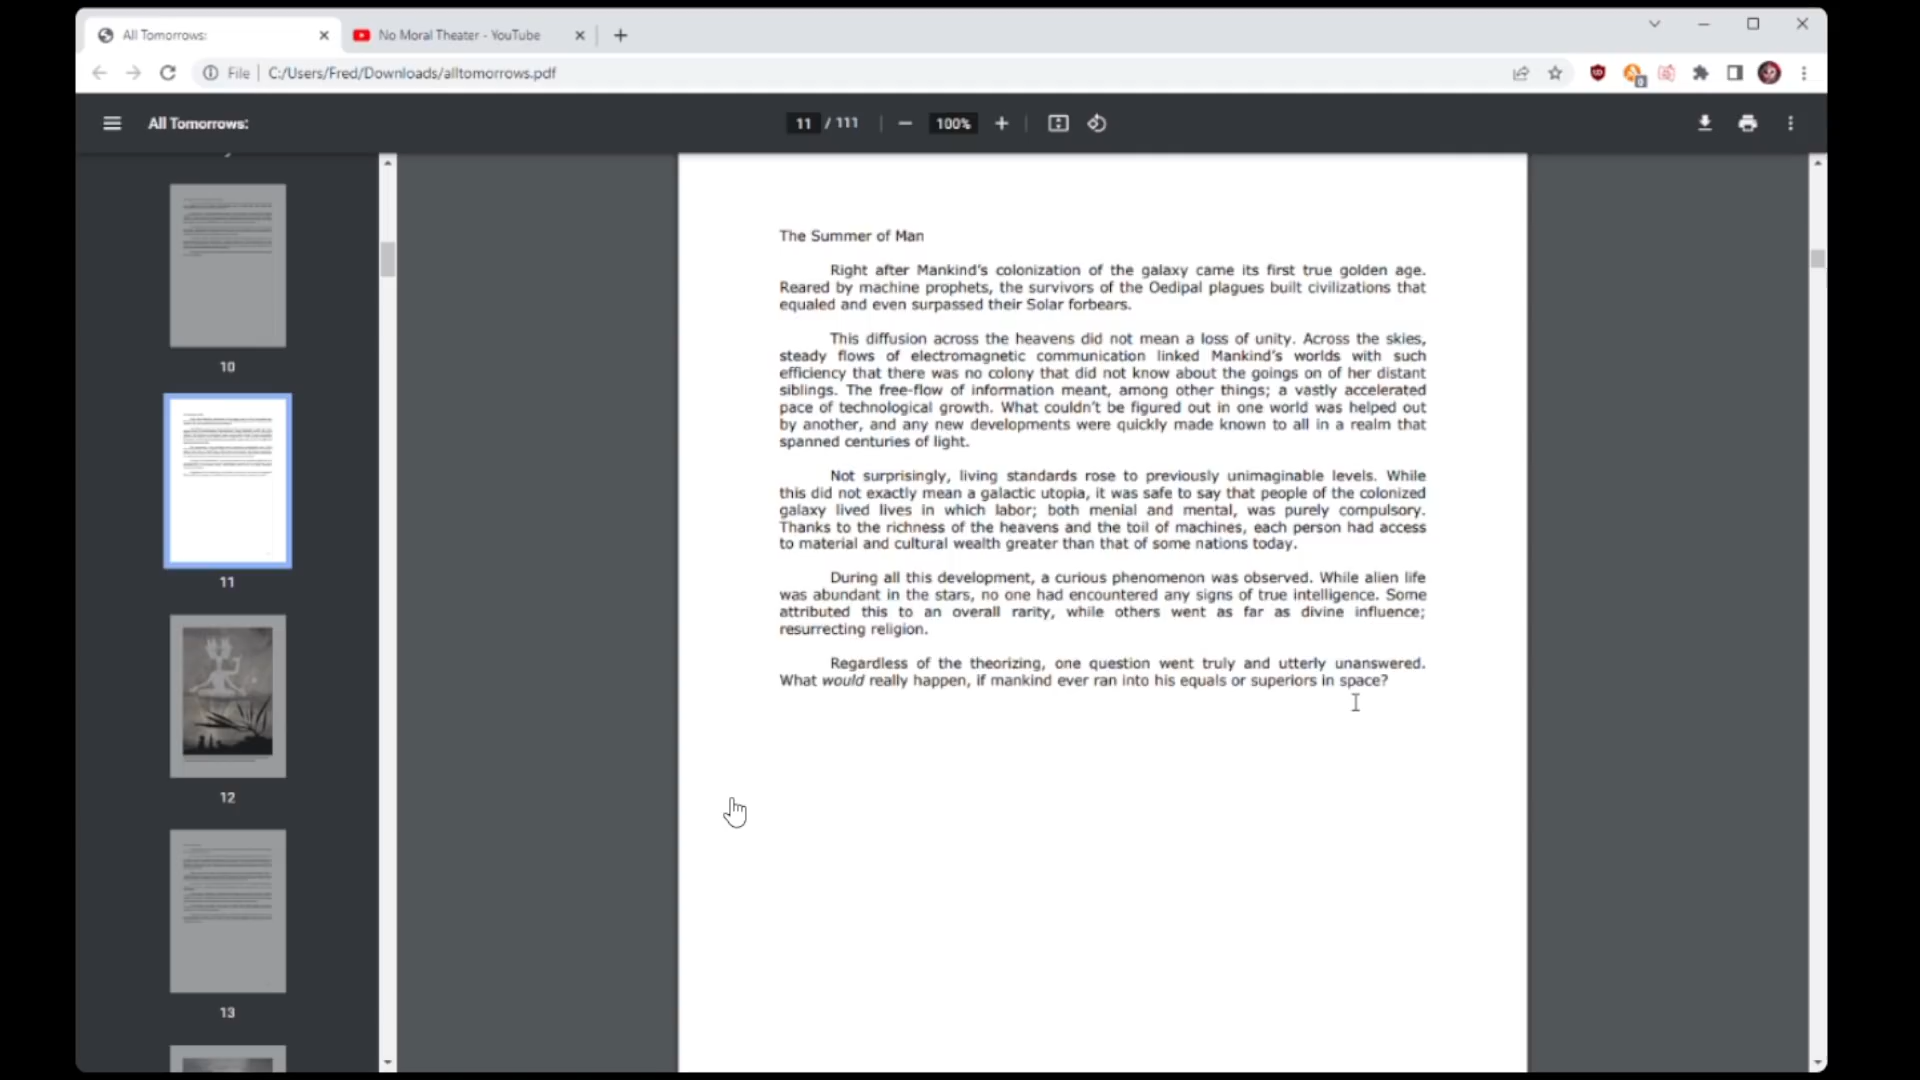 All Tomorrows:
No Moral Theater - YouTube
File
C:/Users/Fred/Downloads/alltomorrows.pdf
0
All Tomorrows:
11 / 111
100%
10
11
12
13
The Summer of Man
Right after Mankind's colonization of the galaxy came its first true golden age.
Reared by machine prophets, the survivors of the Oedipal plagues built civilizations that
equaled and even surpassed their Solar forbears.
This diffusion across the heavens did not mean a loss of unity. Across the skies,
steady flows of electromagnetic communication linked Mankind's worlds with such
efficiency that there was no colony that did not know about the goings on of her distant
siblings. The free-flow of information meant, among other things; a vastly accelerated
pace of technological growth. What couldn't be figured out in one world was helped out
by another, and any new developments were quickly made known to all in a realm that
spanned centuries of light.
Not surprisingly, living standards rose to previously unimaginable levels. While
this did not exactly mean a galactic utopia, it was safe to say that people of the colonized
galaxy lived lives in which labor; both menial and mental, was purely compulsory.
Thanks to the richness of the heavens and the toil of machines, each person had access
to material and cultural wealth greater than that of some nations today.
During all this development, a curious phenomenon was observed. While alien life
was abundant in the stars, no one had encountered any signs of true intelligence. Some
attributed this to an overall rarity, while others went as far as divine influence;
resurrecting religion.
Regardless of the theorizing, one question went truly and utterly unanswered.
What would really happen, if mankind ever ran into his equals or superiors in space?